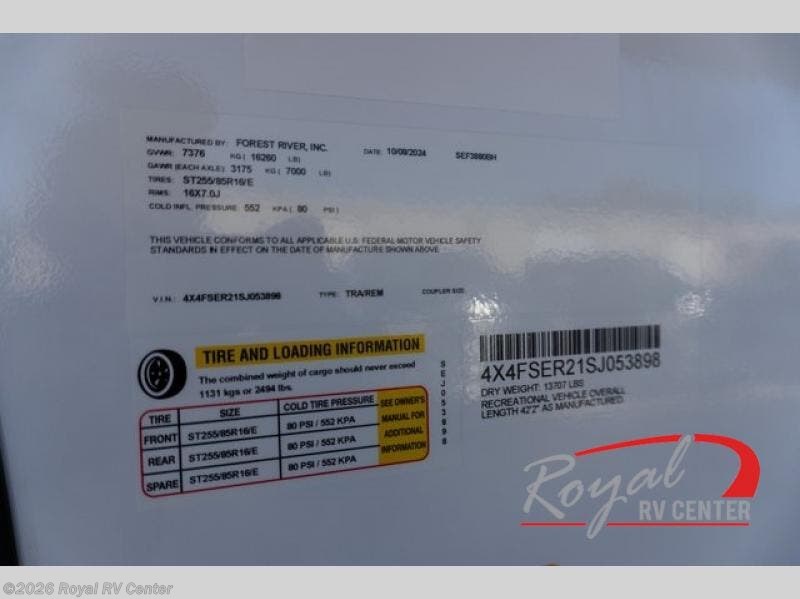 MANUFACTURED BY: FOREST RIVER, INC. DATE: 10/09/2024 SEF3880BH
GVWR: 7376 KG ( 16260 LB)
GAWR (EACH AXLE): 3175 KG ( 7000 LB)
TIRES: ST255/85R16/E
RIMS: 16X7.0J
COLD INFL. PRESSURE: 552 KPA ( 80 PSI )
THIS VEHICLE CONFORMS TO ALL APPLICABLE U.S. FEDERAL MOTOR VEHICLE SAFETY
STANDARDS IN EFFECT ON THE DATE OF MANUFACTURE SHOWN ABOVE
V.I.N.: 4X4FSER21SJ053898 TYPE: TRA/REM COUPLER SIZE:
TIRE AND LOADING INFORMATION
The combined weight of cargo should never exceed
1131 kgs or 2494 lbs.
TIRE SIZE COLD TIRE PRESSURE SEE OWNER'S
MANUAL FOR
ADDITIONAL
INFORMATION
FRONT ST255/85R16/E 80 PSI / 552 KPA
REAR ST255/85R16/E 80 PSI / 552 KPA
SPARE ST255/85R16/E 80 PSI / 552 KPA
SEJ053898
4X4FSER21SJ053898
DRY WEIGHT: 13707 LBS
RECREATIONAL VEHICLE OVERALL
LENGTH 42'2" AS MANUFACTURED.
Royal
RV CENTER
©2026 Royal RV Center